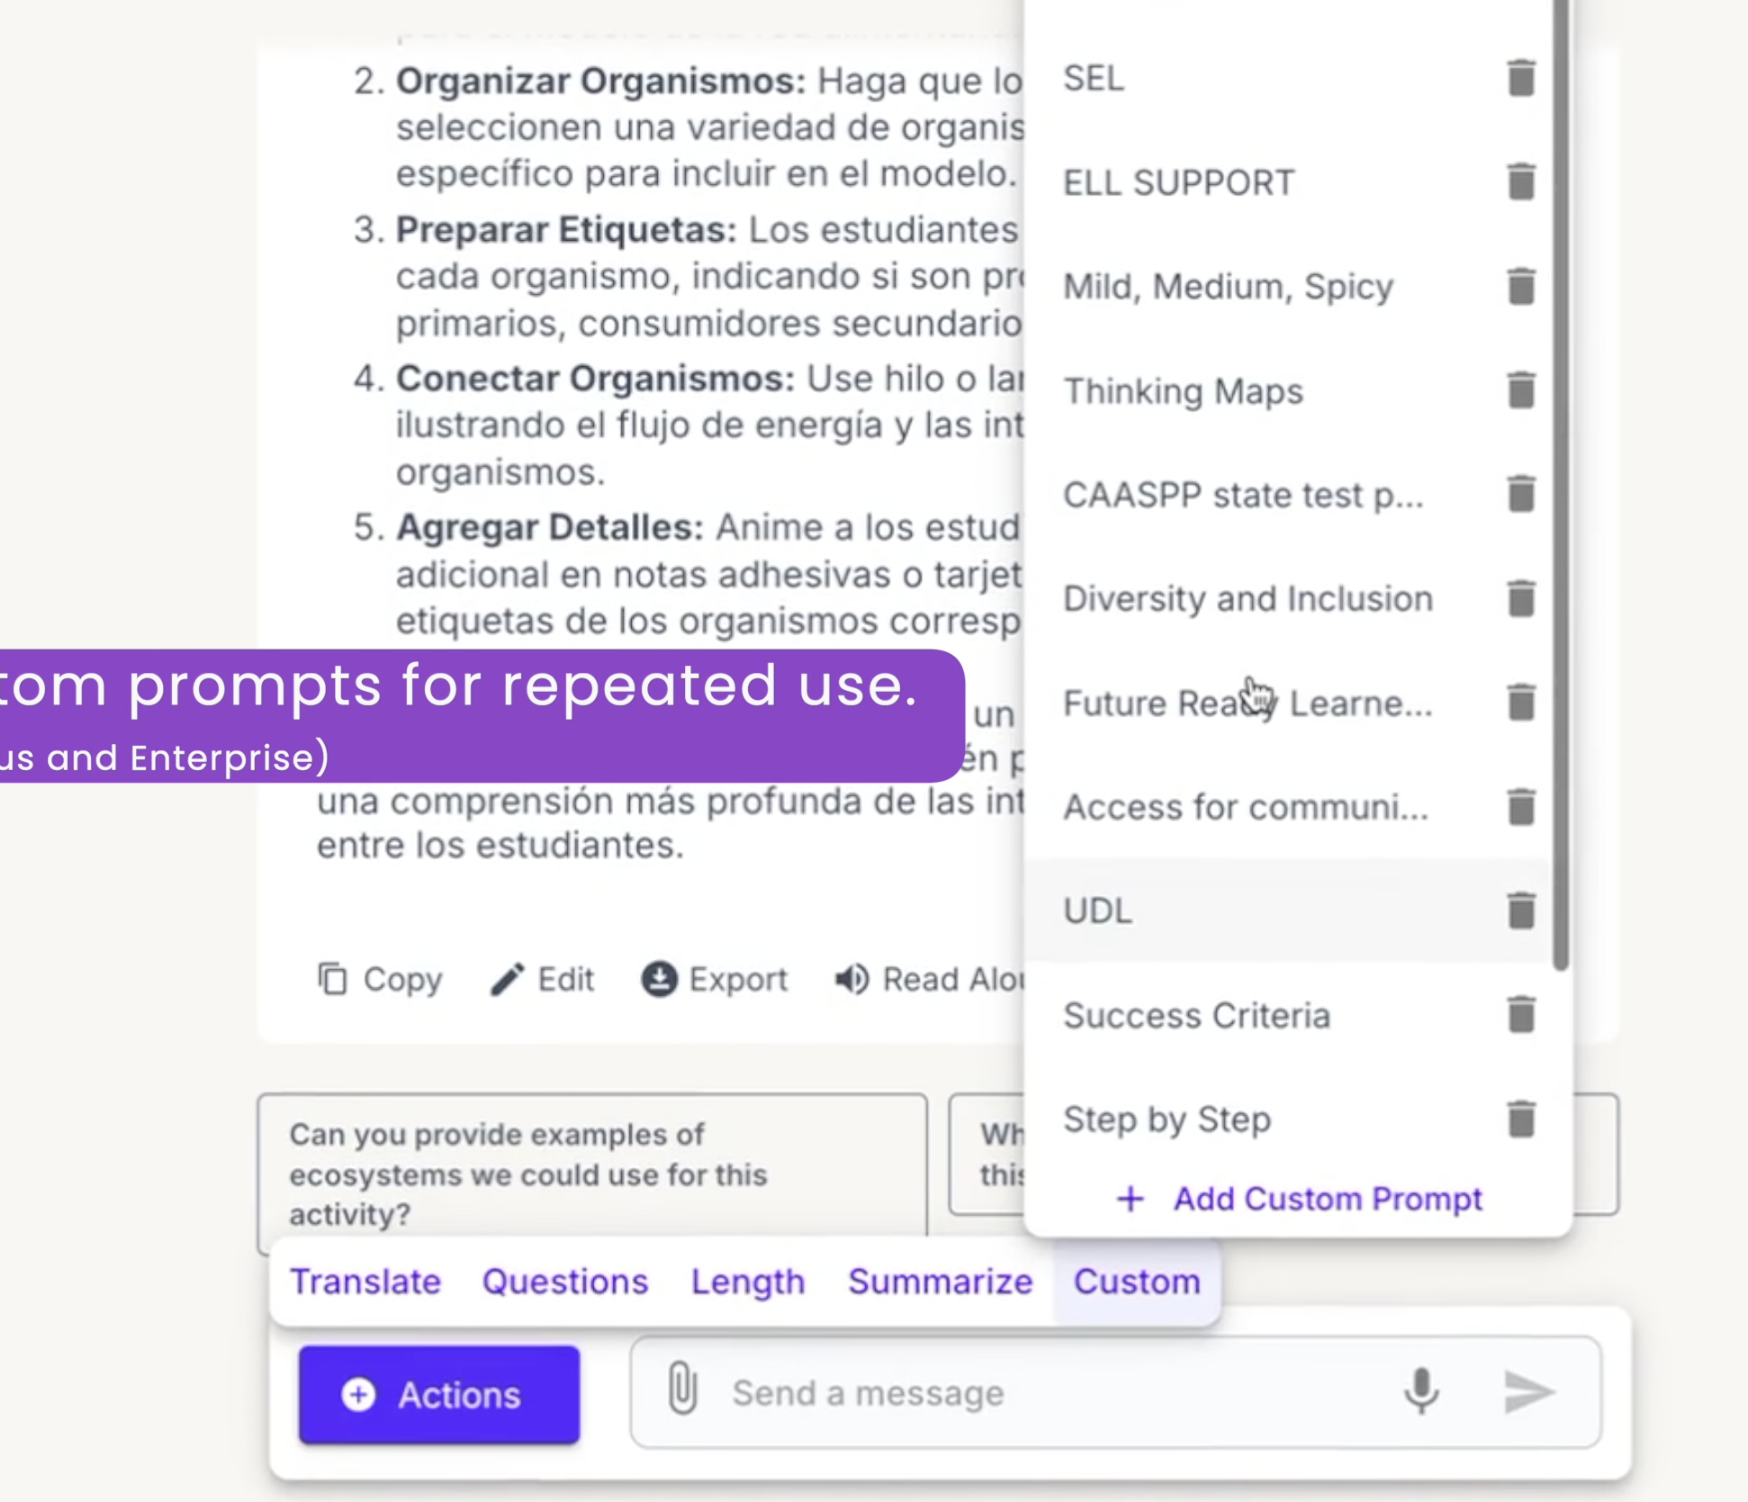 2. Organizar Organismos: Haga que lo
seleccionen una variedad de organis
específico para incluir en el modelo.
3. Preparar Etiquetas: Los estudiantes
cada organismo, indicando si son pro
primarios, consumidores secundario
4. Conectar Organismos: Use hilo o lan
ilustrando el flujo de energía y las int
organismos.
5. Agregar Detalles: Anime a los estud
adicional en notas adhesivas o tarjet
etiquetas de los organismos corresp
tom prompts for repeated use.
us and Enterprise)
un
én p
una comprensión más profunda de las int
entre los estudiantes.
Copy Edit Export Read Alou
Can you provide examples of
ecosystems we could use for this
activity?
Wh
this
SEL
ELL SUPPORT
Mild, Medium, Spicy
Thinking Maps
CAASPP state test p...
Diversity and Inclusion
Future Ready Learne...
Access for communi...
UDL
Success Criteria
Step by Step
+ Add Custom Prompt
Translate Questions Length Summarize Custom
Actions
Send a message